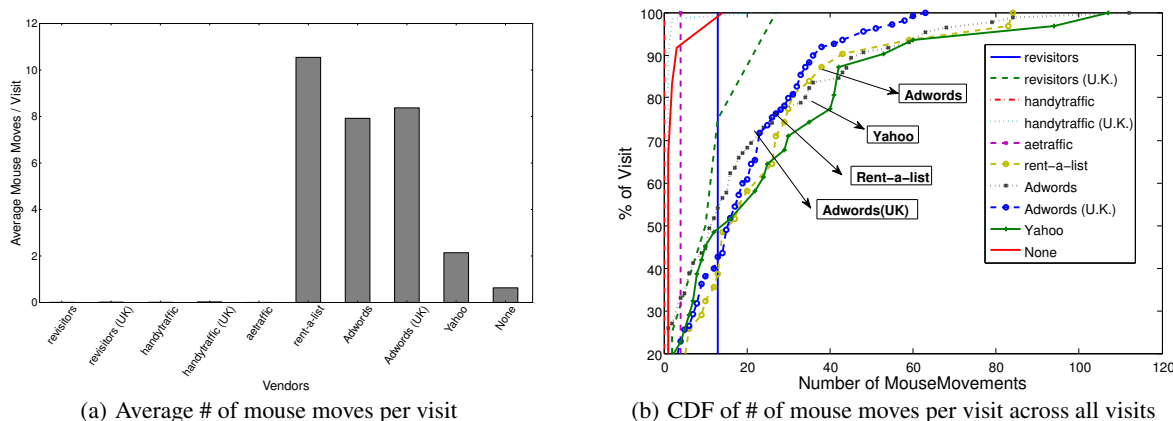 12
10
8
6
4
2
0
Average Mouse Moves / Visit
revisitors
revisitors (UK)
handytraffic
handytraffic (UK)
aetraffic
rent-a-list
Adwords
Adwords (UK)
Yahoo
None
Vendors
(a) Average # of mouse moves per visit
100
90
80
70
60
50
40
30
20
% of Visit
0 20 40 60 80 100 120
Number of MouseMovements
Adwords
Yahoo
Rent-a-list
Adwords(UK)
revisitors
revisitors (U.K.)
handytraffic
handytraffic (U.K.)
aetraffic
rent-a-list
Adwords
Adwords (U.K.)
Yahoo
None
(b) CDF of # of mouse moves per visit across all visits